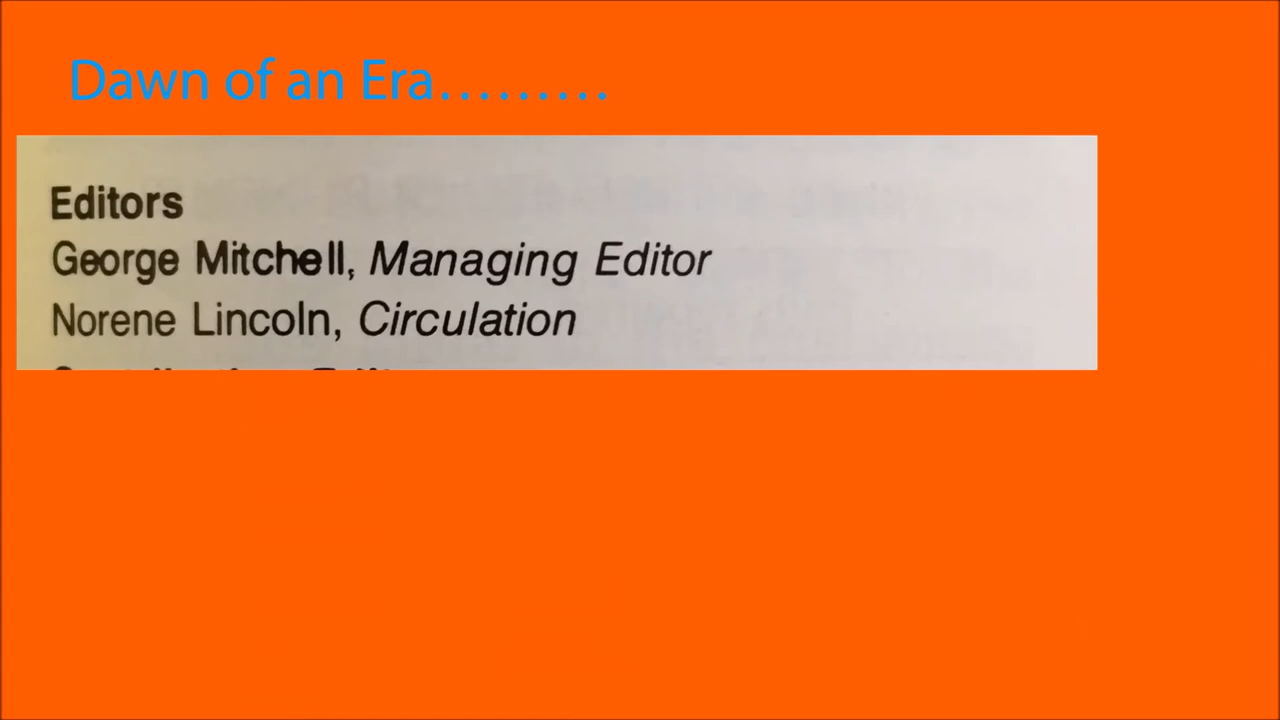 Dawn of an Era.........
Editors
George Mitchell, Managing Editor
Norene Lincoln, Circulation